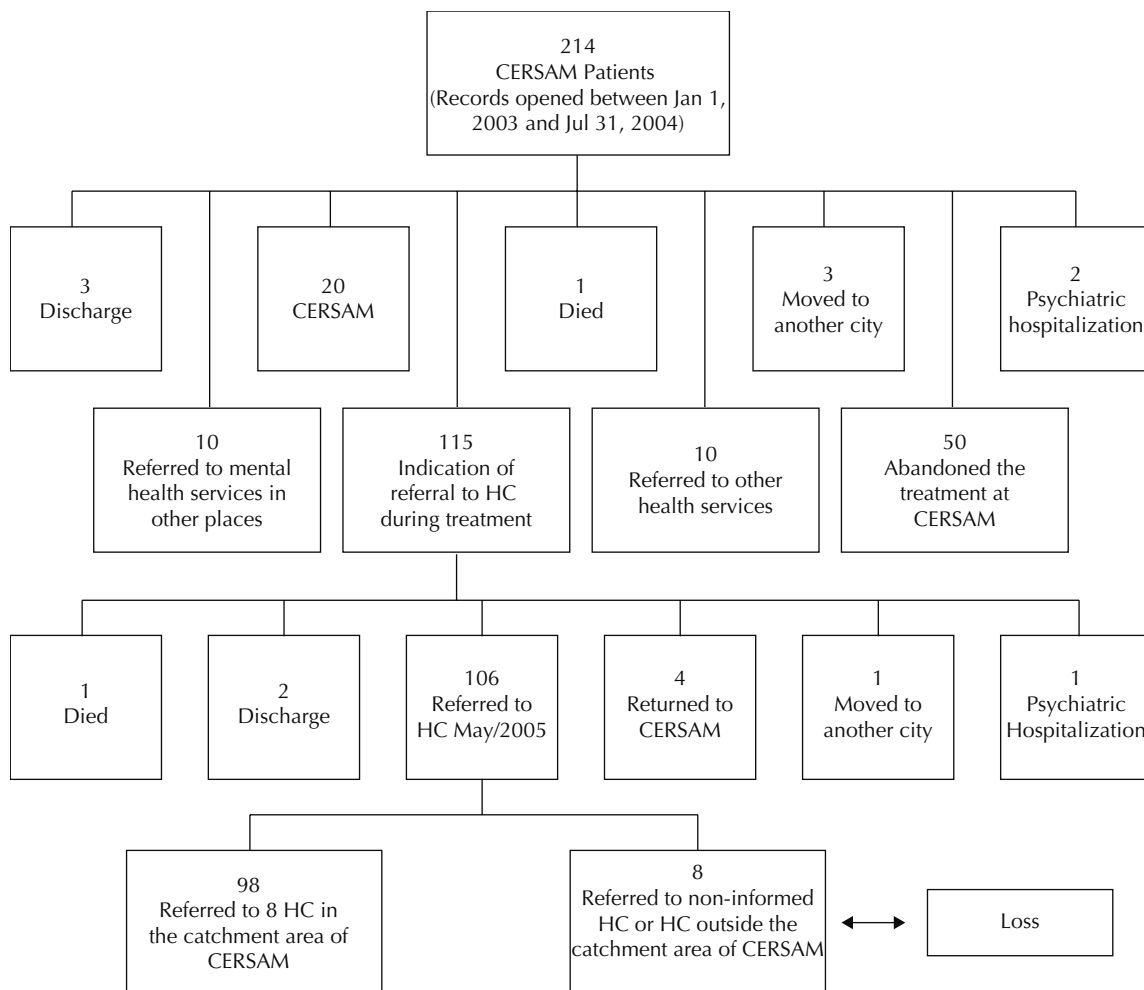 214
CERSAM Patients
(Records opened between Jan 1,
2003 and Jul 31, 2004)
3
Discharge
20
CERSAM
1
Died
3
Moved to
another city
2
Psychiatric
hospitalization
10
Referred to mental
health services in
other places
115
Indication of
referral to HC
during treatment
10
Referred to other
health services
50
Abandoned the
treatment at
CERSAM
1
Died
2
Discharge
106
Referred to
HC May/2005
4
Returned to
CERSAM
1
Moved to
another city
1
Psychiatric
Hospitalization
98
Referred to 8 HC in
the catchment area of
CERSAM
8
Referred to non-informed
HC or HC outside the
catchment area of CERSAM
Loss